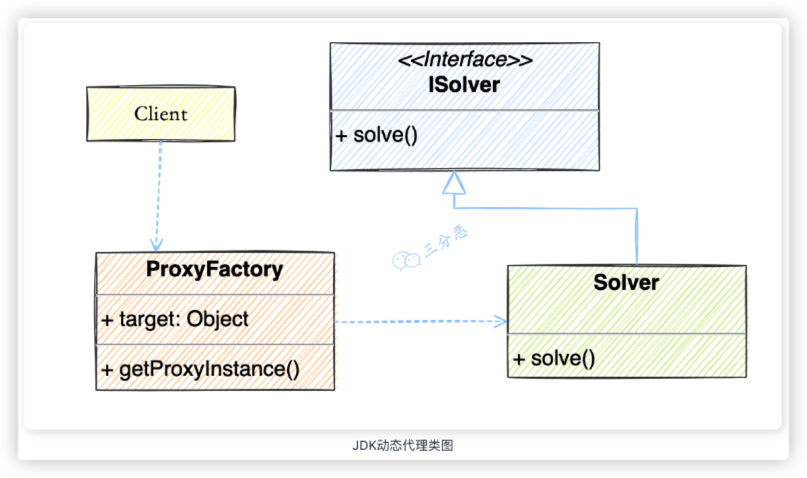 <<Interface>>
ISolver
+ solve()
Client
三分恶
ProxyFactory
+ target: Object
+ getProxyInstance()
Solver
+ solve()
JDK动态代理类图